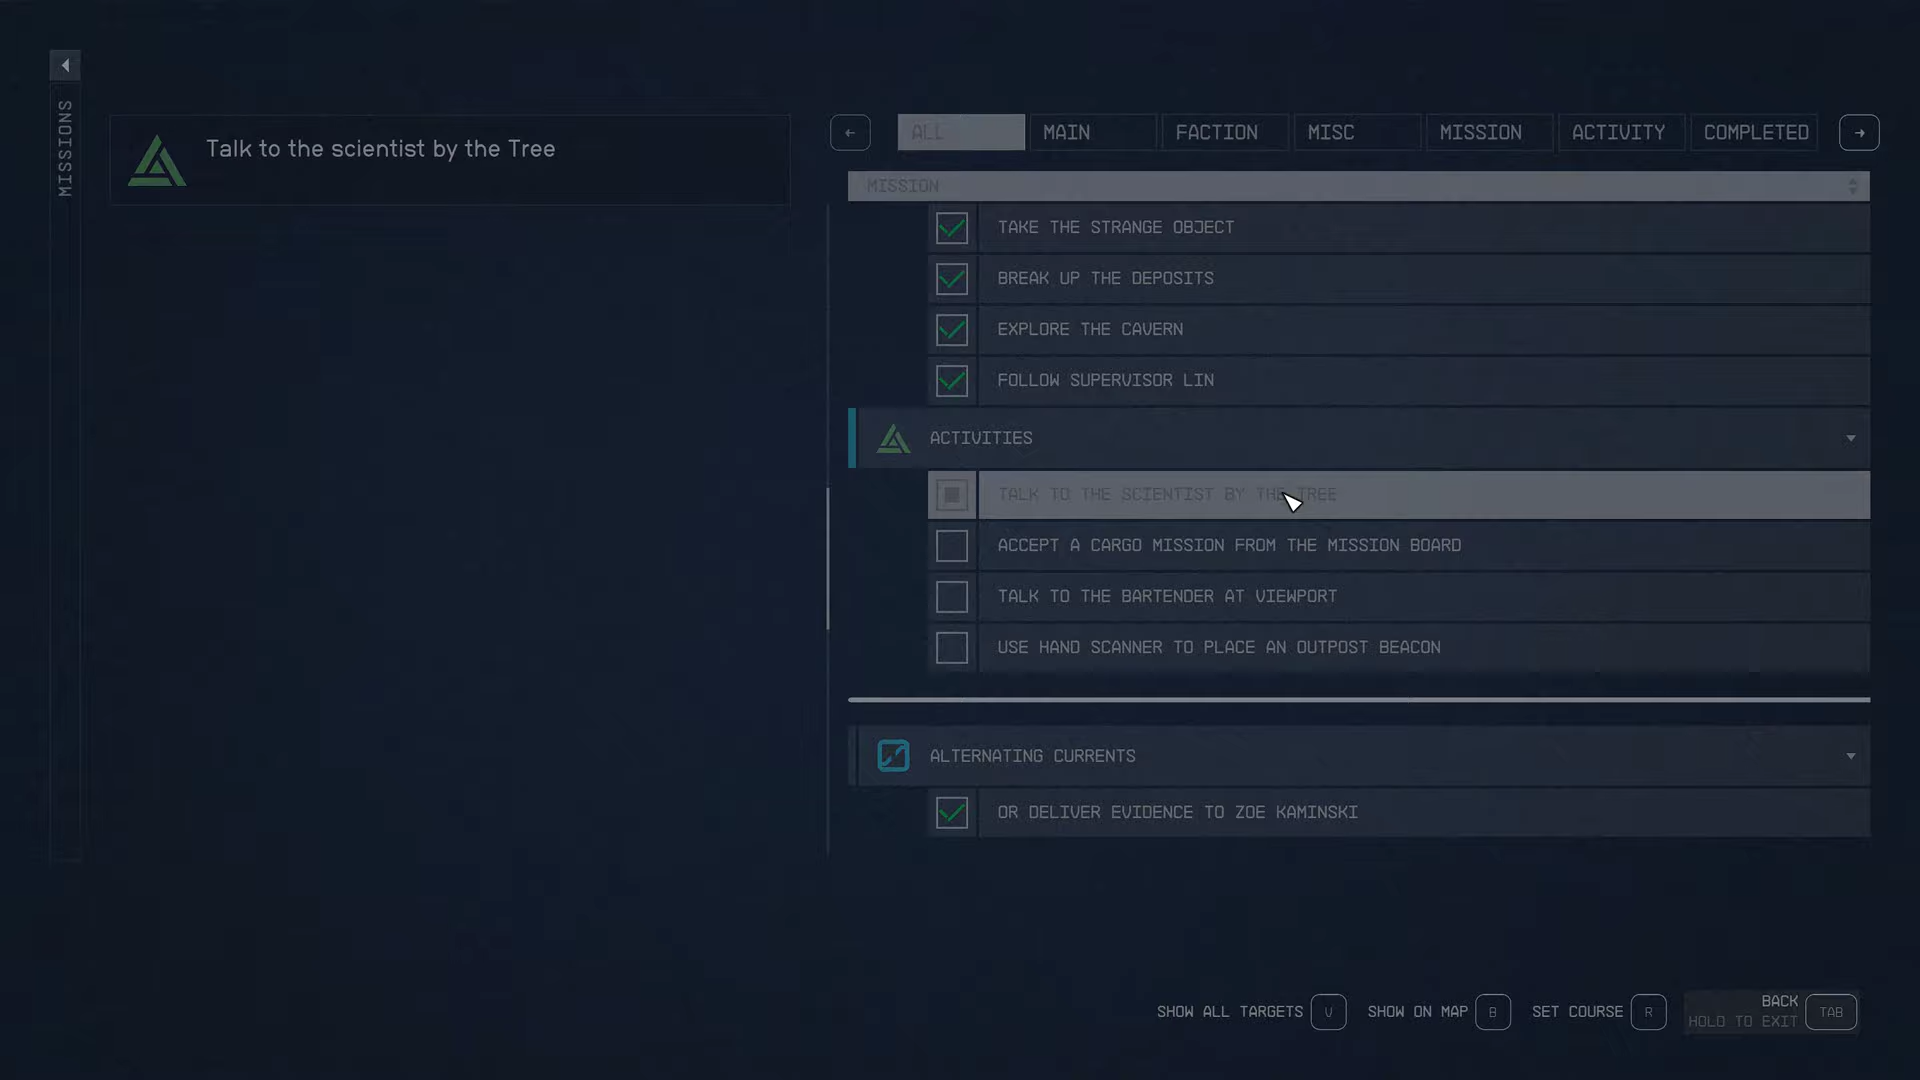 MISSIONS
Talk to the scientist by the Tree
ALL
MAIN
FACTION
MISC
MISSION
ACTIVITY
COMPLETED
MISSION
TAKE THE STRANGE OBJECT
BREAK UP THE DEPOSITS
EXPLORE THE CAVERN
FOLLOW SUPERVISOR LIN
ACTIVITIES
TALK TO THE SCIENTIST BY THE TREE
ACCEPT A CARGO MISSION FROM THE MISSION BOARD
TALK TO THE BARTENDER AT VIEWPORT
USE HAND SCANNER TO PLACE AN OUTPOST BEACON
ALTERNATING CURRENTS
OR DELIVER EVIDENCE TO ZOE KAMINSKI
SHOW ALL TARGETS V
SHOW ON MAP B
SET COURSE R
BACK
HOLD TO EXIT
TAB